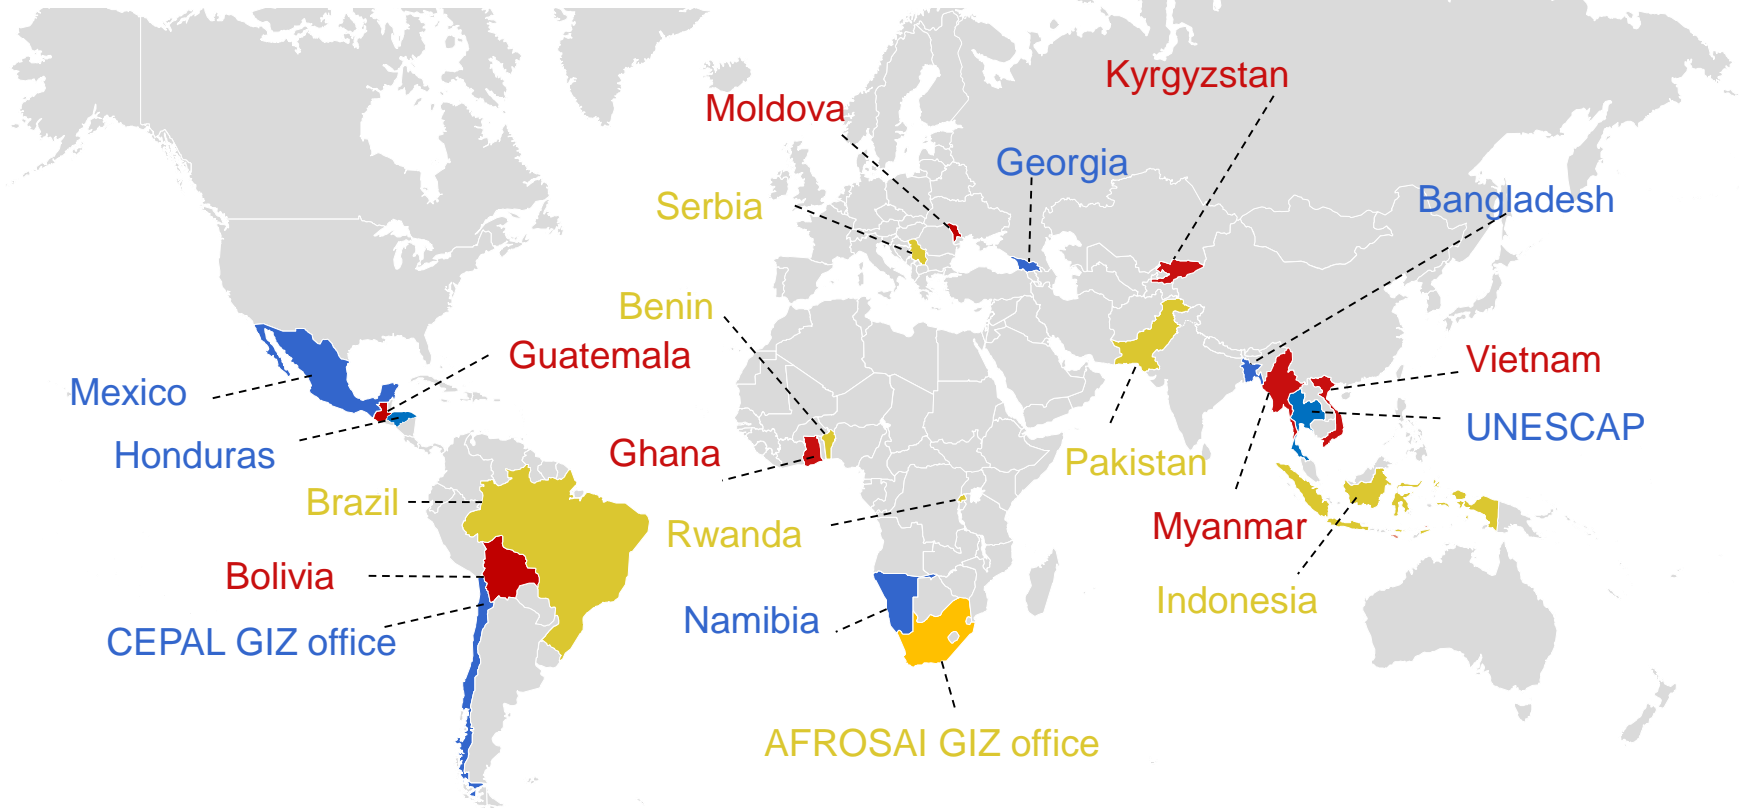 Kyrgyzstan
Moldova
Georgia
Bangladesh
Serbia
Benin
Guatemala
Vietnam
Mexico
UNESCAP
Honduras
Ghana
Pakistan
Brazil
Rwanda
Myanmar
Bolivia
Indonesia
Namibia
CEPAL GIZ office
AFROSAI GIZ office